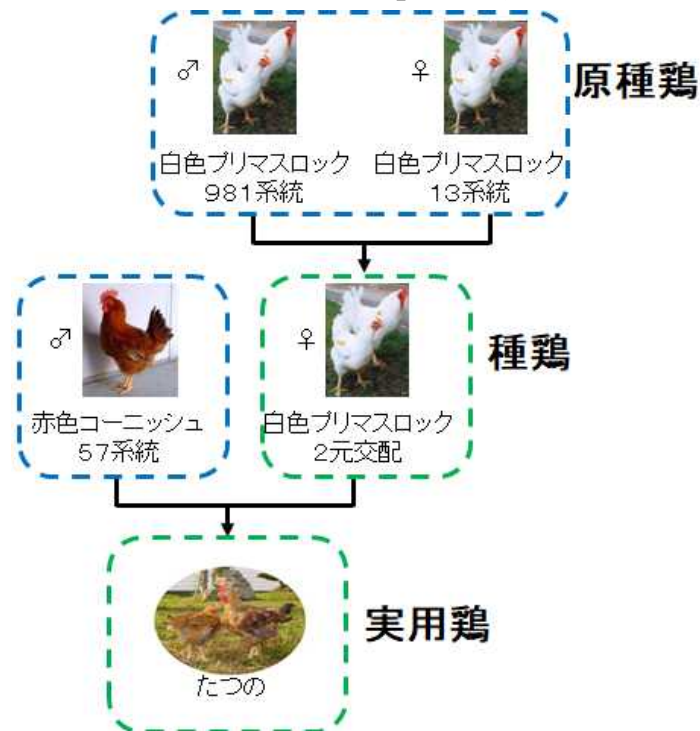 ♂
♀
原種鶏
白色プリマスロック
981系統
白色プリマスロック
13系統
♂
♀
種鶏
赤色コーニッシュ
57系統
白色プリマスロック
2元交配
実用鶏
たつの